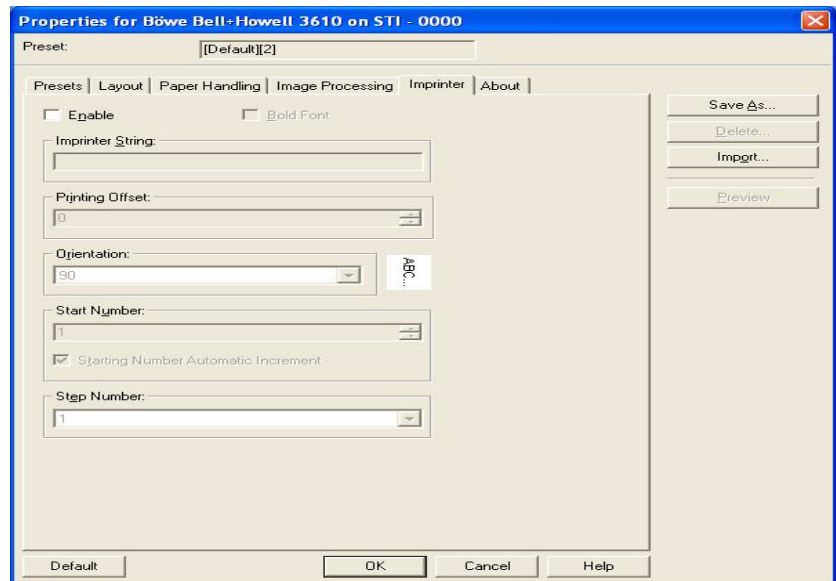 Properties for Böwe Bell+Howell 3610 on STI - 0000
Preset: [Default][2]
Presets Layout Paper Handling Image Processing Imprinter About
Enable Bold Font
Imprinter String:
Printing Offset:
0
Orientation:
90
ABC...
Start Number:
1
Starting Number Automatic Increment
Step Number:
1
Save As...
Delete...
Import...
Preview
Default OK Cancel Help